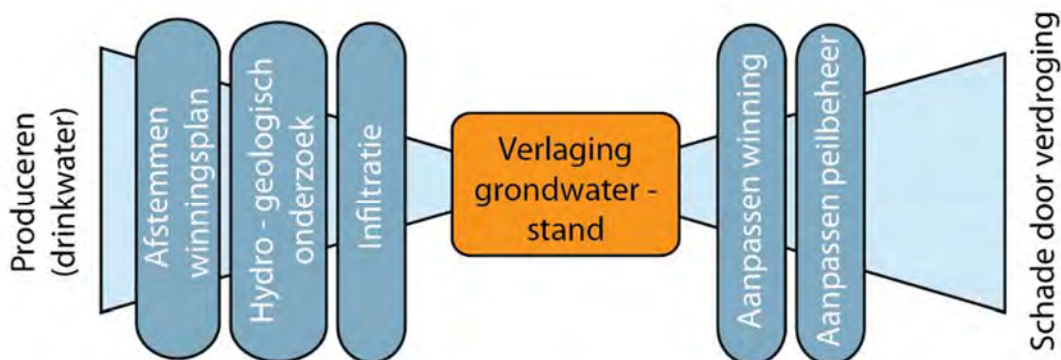 Produceren
(drinkwater)
Afstemmen
winningsplan
Hydro - geologisch
onderzoek
Infiltratie
Verlaging
grondwater -
stand
Aanpassen winning
Aanpassen peilbeheer
Schade door verdroging